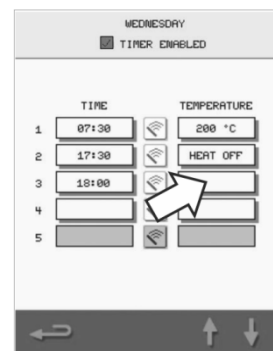 WEDNESDAY
TIMER ENABLED
TIME TEMPERATURE
1 07:30 200 °C
2 17:30 HEAT OFF
3 18:00
4
5